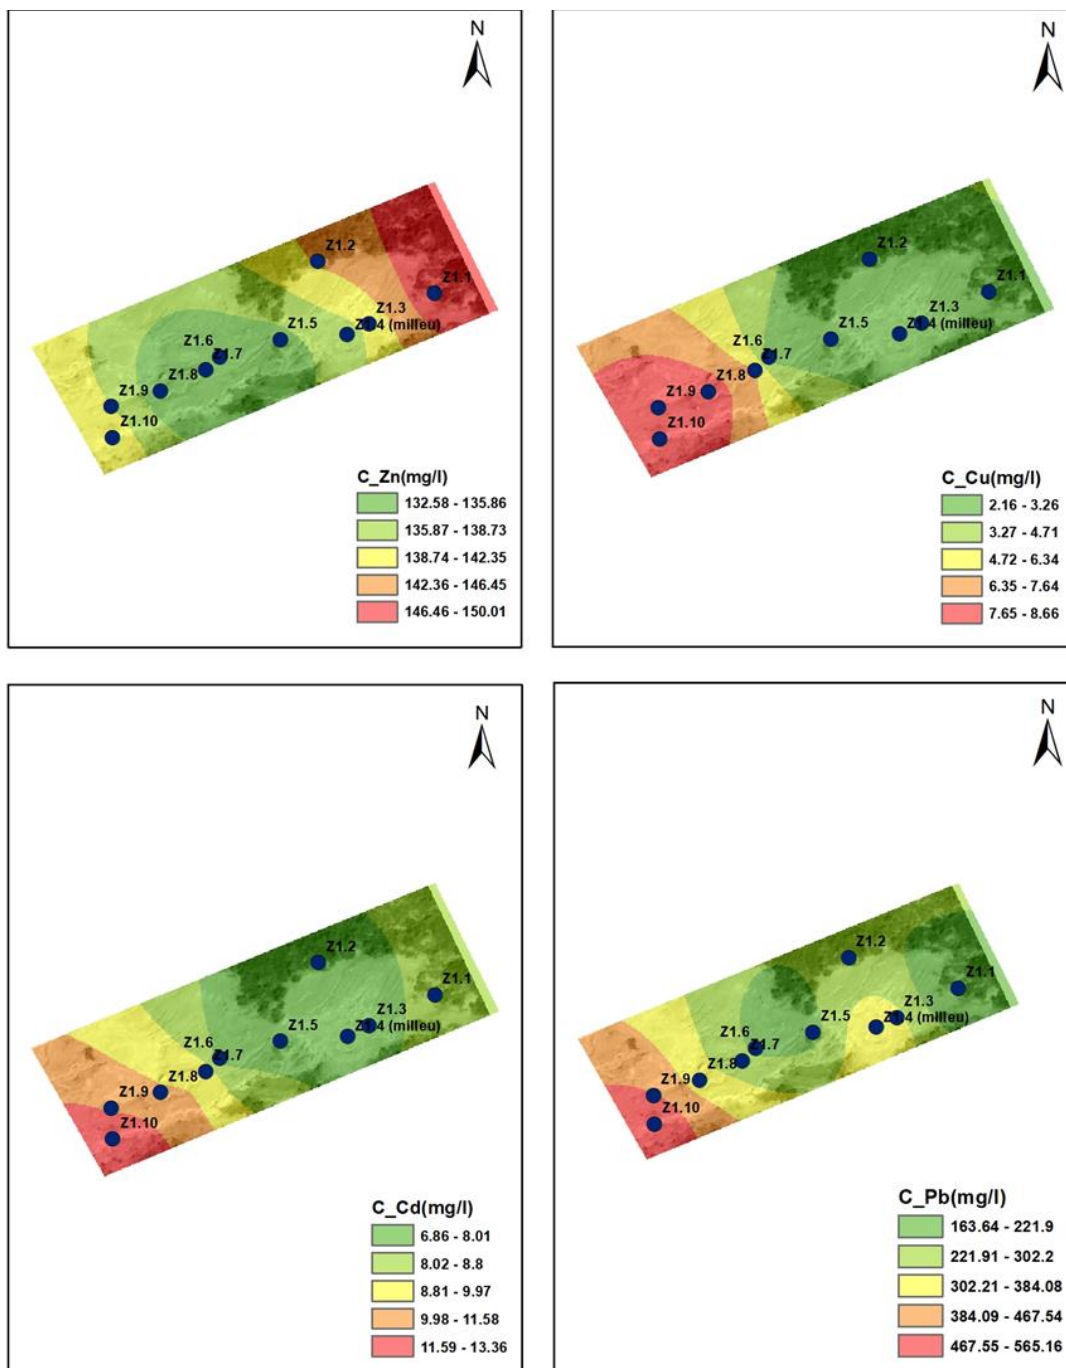 N
Z1.2
Z1.1
Z1.3
Z1.4 (milieu)
Z1.5
Z1.6
Z1.7
Z1.8
Z1.9
Z1.10
C_Zn(mg/l)
132.58 - 135.86
135.87 - 138.73
138.74 - 142.35
142.36 - 146.45
146.46 - 150.01
N
Z1.2
Z1.1
Z1.3
Z1.4 (milieu)
Z1.5
Z1.6
Z1.7
Z1.8
Z1.9
Z1.10
C_Cu(mg/l)
2.16 - 3.26
3.27 - 4.71
4.72 - 6.34
6.35 - 7.64
7.65 - 8.66
N
Z1.2
Z1.1
Z1.3
Z1.4 (milieu)
Z1.5
Z1.6
Z1.7
Z1.8
Z1.9
Z1.10
C_Cd(mg/l)
6.86 - 8.01
8.02 - 8.8
8.81 - 9.97
9.98 - 11.58
11.59 - 13.36
N
Z1.2
Z1.1
Z1.3
Z1.4 (milieu)
Z1.5
Z1.6
Z1.7
Z1.8
Z1.9
Z1.10
C_Pb(mg/l)
163.64 - 221.9
221.91 - 302.2
302.21 - 384.08
384.09 - 467.54
467.55 - 565.16